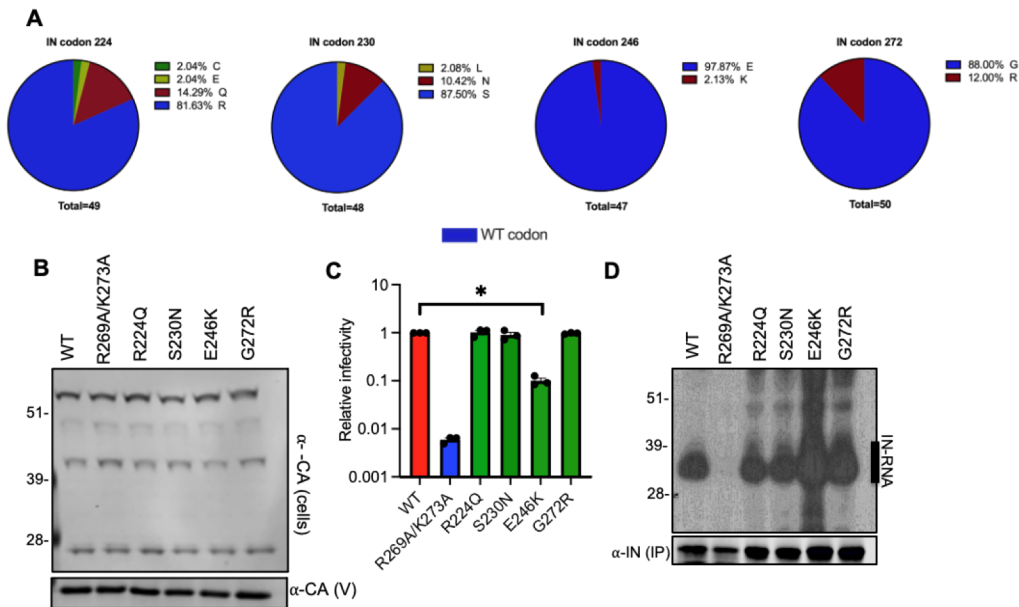 A
IN codon 224
2.04% C
2.04% E
14.29% Q
81.63% R
Total=49
IN codon 230
2.08% L
10.42% N
87.50% S
Total=48
IN codon 246
97.87% E
2.13% K
Total=47
IN codon 272
88.00% G
12.00% R
Total=50
WT codon
B
WT
R269A/K273A
R224Q
S230N
E246K
G272R
51-
39-
28-
α--CA (cells)
α-CA (V)
C
*
Relative infectivity
10
1
0.1
0.01
0.001
WT
R269A/K273A
R224Q
S230N
E246K
G272R
D
WT
R269A/K273A
R224Q
S230N
E246K
G272R
51-
39-
28-
IN-RNA
α-IN (IP)